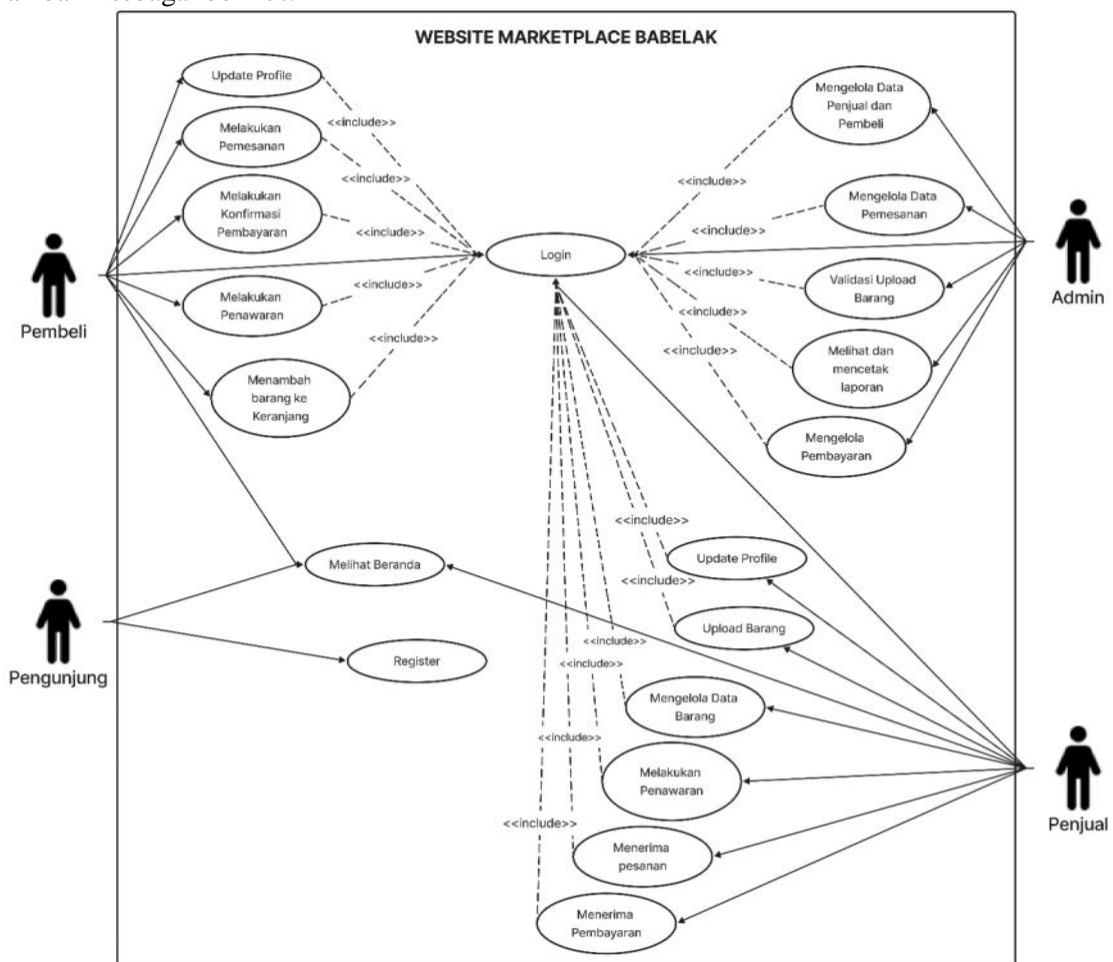 WEBSITE MARKETPLACE BABELAK
Update Profile
<<include>>
Melakukan
Pemesanan
<<include>>
Melakukan
Konfirmasi
Pembayaran
<<include>>
Melakukan
Penawaran
<<include>>
Menambah
barang ke
Keranjang
<<include>>
Pembeli
Login
Mengelola Data
Penjual dan
Pembeli
<<include>>
Mengelola Data
Pemesanan
<<include>>
Validasi Upload
Barang
<<include>>
Melihat dan
mencetak
laporan
<<include>>
Mengelola
Pembayaran
<<include>>
Admin
Melihat Beranda
Register
Pengunjung
<<include>>
Update Profile
<<include>>
Upload Barang
<<include>>
Mengelola Data
Barang
<<include>>
Melakukan
Penawaran
<<include>>
Menerima
pesanan
<<include>>
Menerima
Pembayaran
Penjual